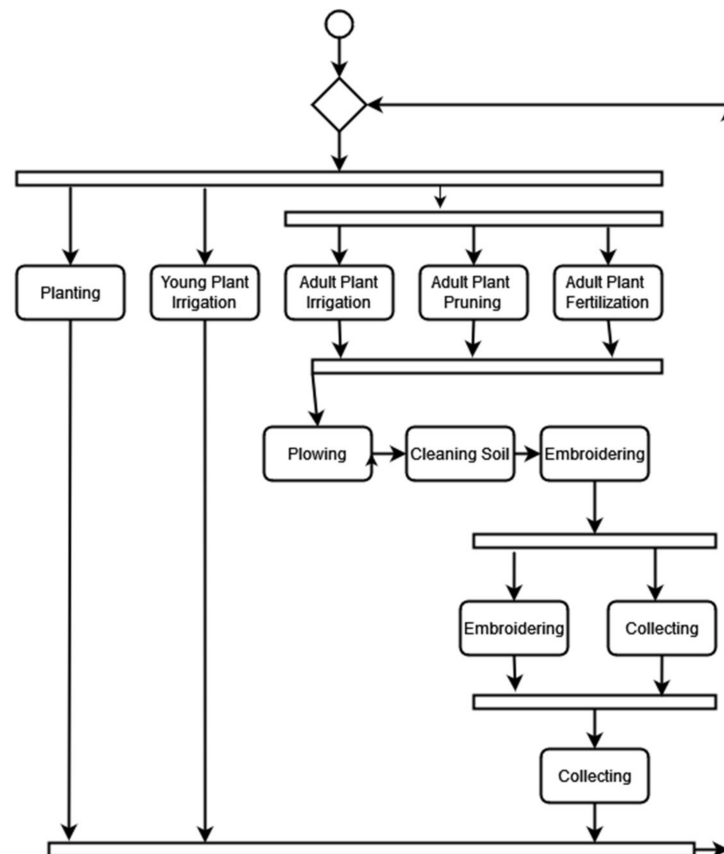 Planting
Young Plant
Irrigation
Adult Plant
Irrigation
Adult Plant
Pruning
Adult Plant
Fertilization
Plowing
Cleaning Soil
Embroidering
Embroidering
Collecting
Collecting